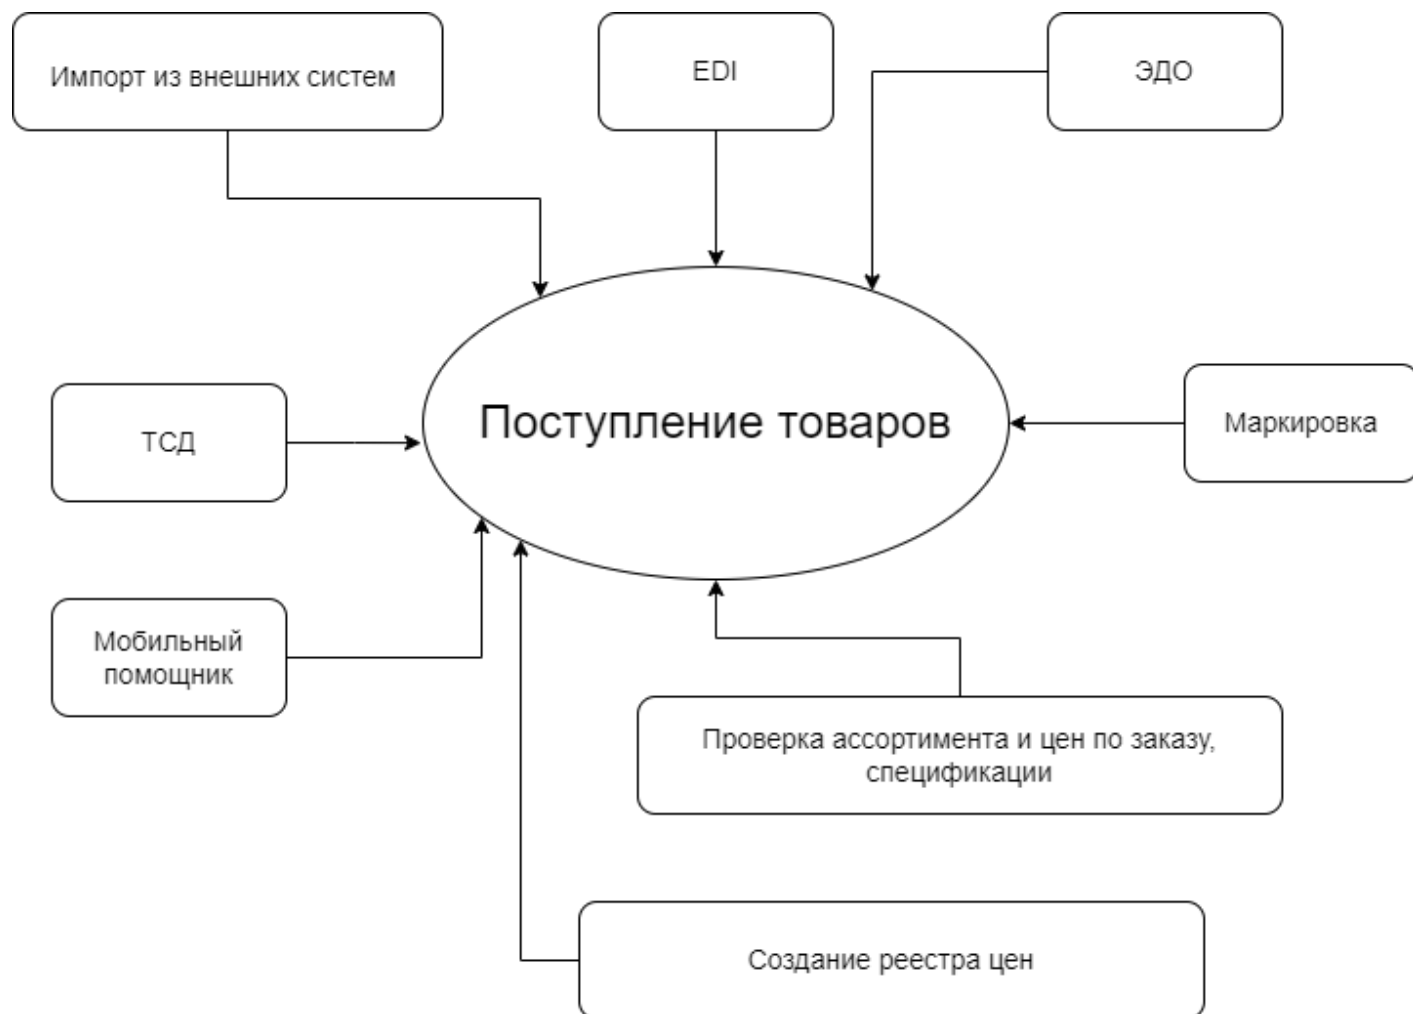 Импорт из внешних систем
EDI
ЭДО
Поступление товаров
ТСД
Маркировка
Мобильный
помощник
Проверка ассортимента и цен по заказу,
спецификации
Создание реестра цен